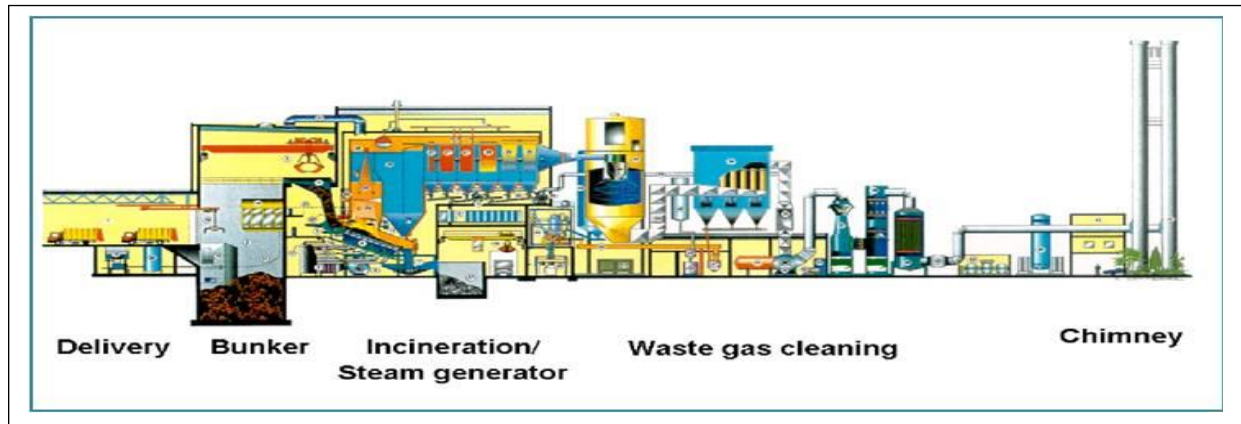 Delivery
Bunker
Incineration/
Steam generator
Waste gas cleaning
Chimney